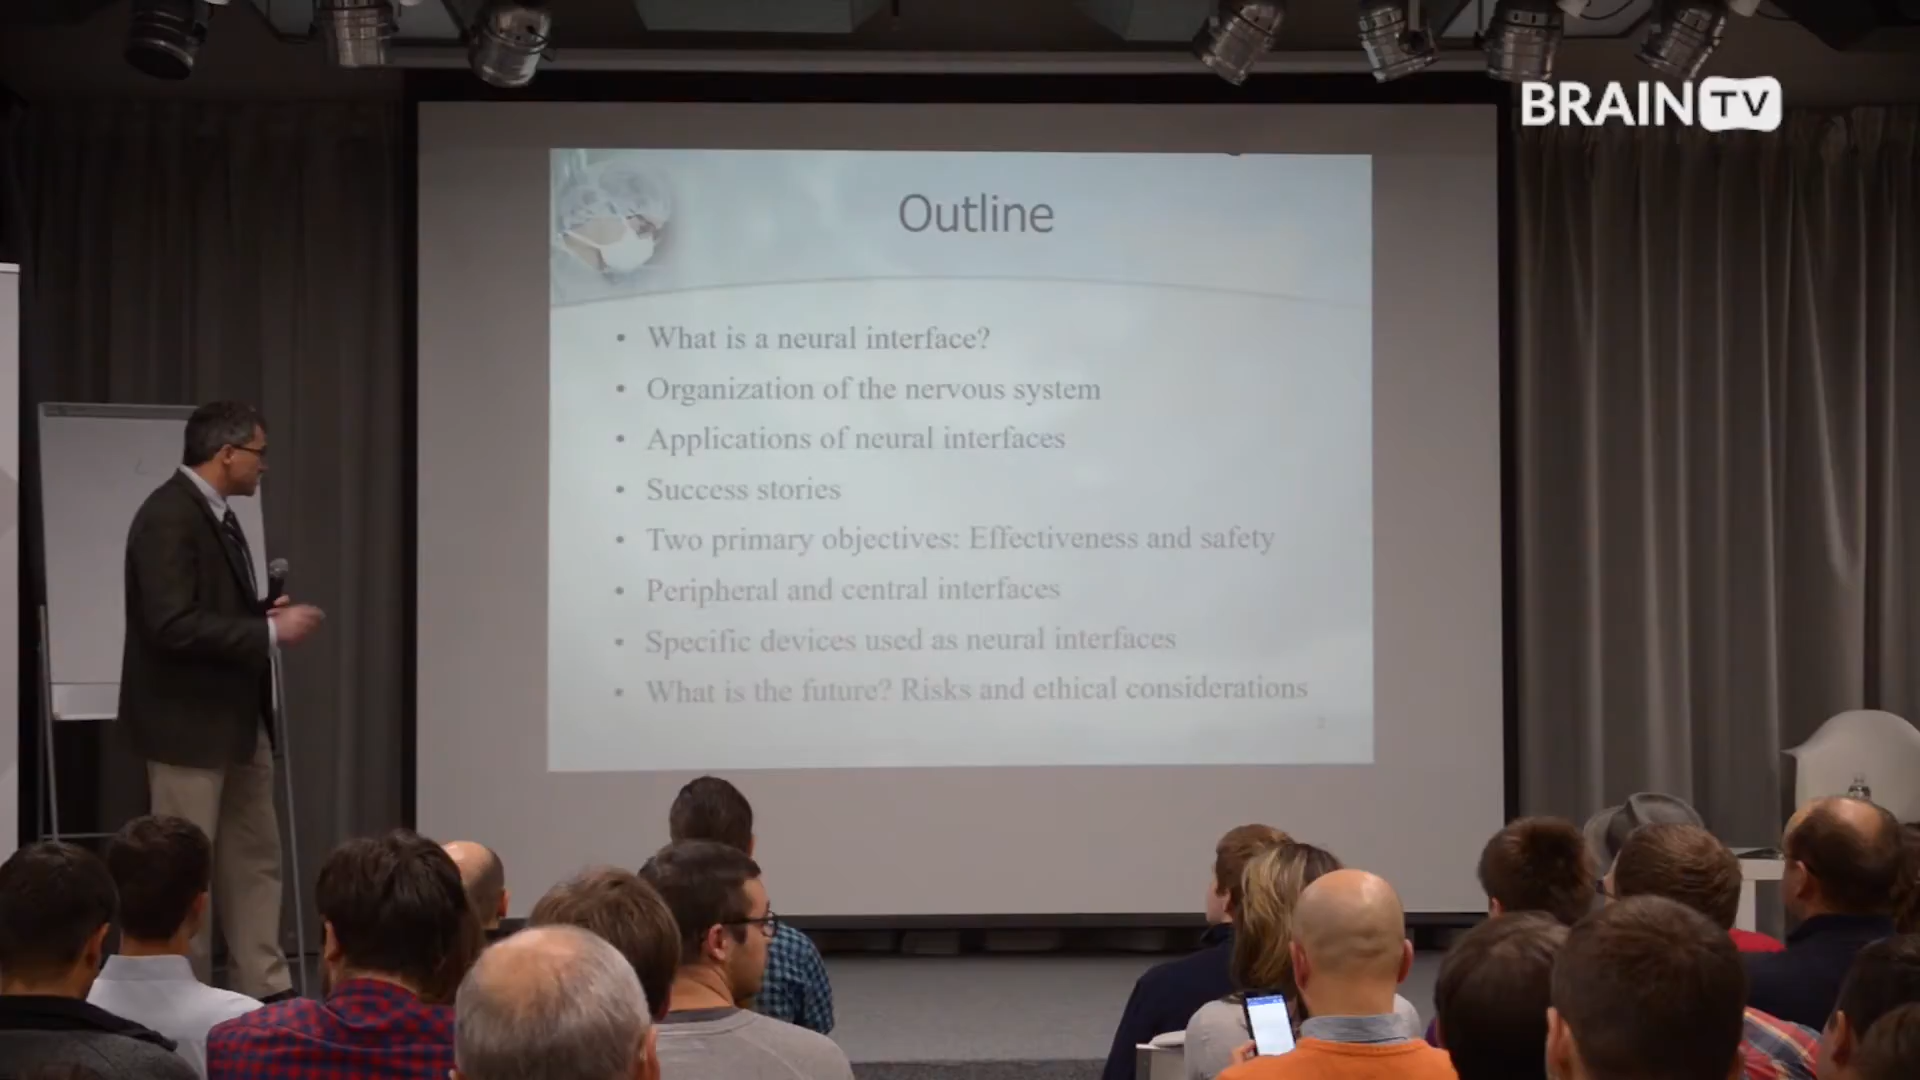 BRAINTV
Outline
• What is a neural interface?
• Organization of the nervous system
• Applications of neural interfaces
• Success stories
• Two primary objectives: Effectiveness and safety
• Peripheral and central interfaces
• Specific devices used as neural interfaces
• What is the future? Risks and ethical considerations
2